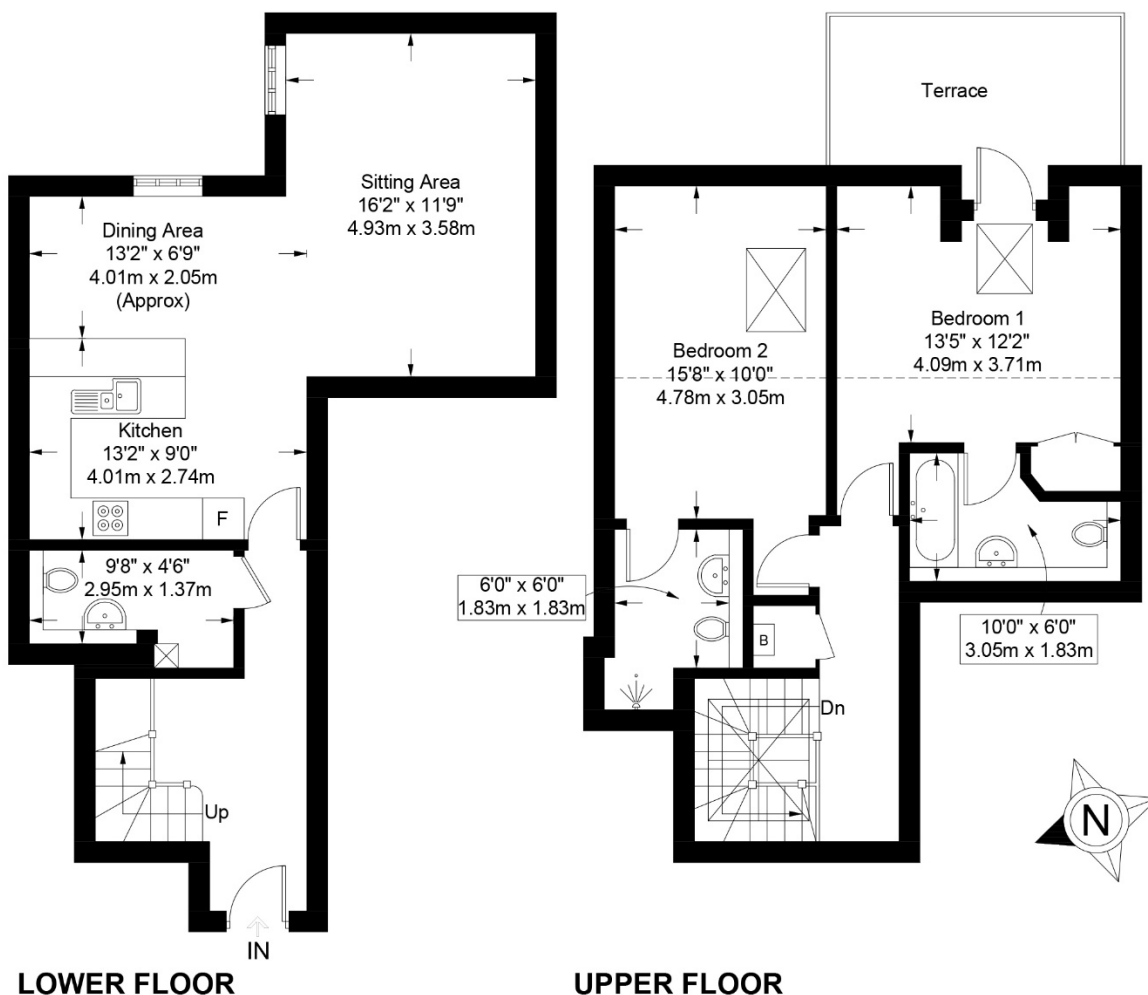 Sitting Area
16'2" x 11'9"
4.93m x 3.58m
Dining Area
13'2" x 6'9"
4.01m x 2.05m
(Approx)
Kitchen
13'2" x 9'0"
4.01m x 2.74m
F
9'8" x 4'6"
2.95m x 1.37m
Up
IN
LOWER FLOOR
Terrace
Bedroom 1
13'5" x 12'2"
4.09m x 3.71m
Bedroom 2
15'8" x 10'0"
4.78m x 3.05m
6'0" x 6'0"
1.83m x 1.83m
B
10'0" x 6'0"
3.05m x 1.83m
Dn
N
UPPER FLOOR